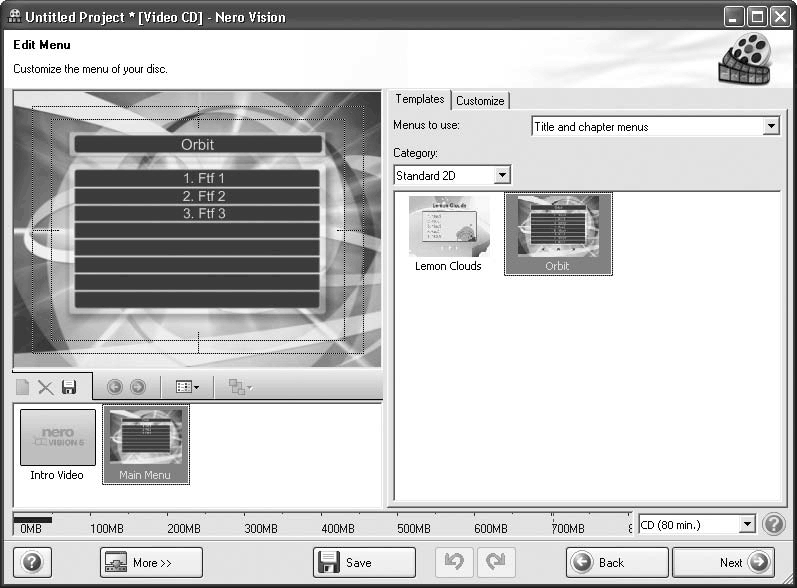 Untitled Project * [Video CD] - Nero Vision
Edit Menu
Customize the menu of your disc.
Orbit
1. Ftf 1
2. Ftf 2
3. Ftf 3
Templates
Customize
Menus to use:
Title and chapter menus
Category:
Standard 2D
Lemon Clouds
Lemon Clouds
Orbit
nero
VISION 5
Intro Video
Main Menu
0MB 100MB 200MB 300MB 400MB 500MB 600MB 700MB
CD (80 min.)
?
?
More >>
Save
Back
Next